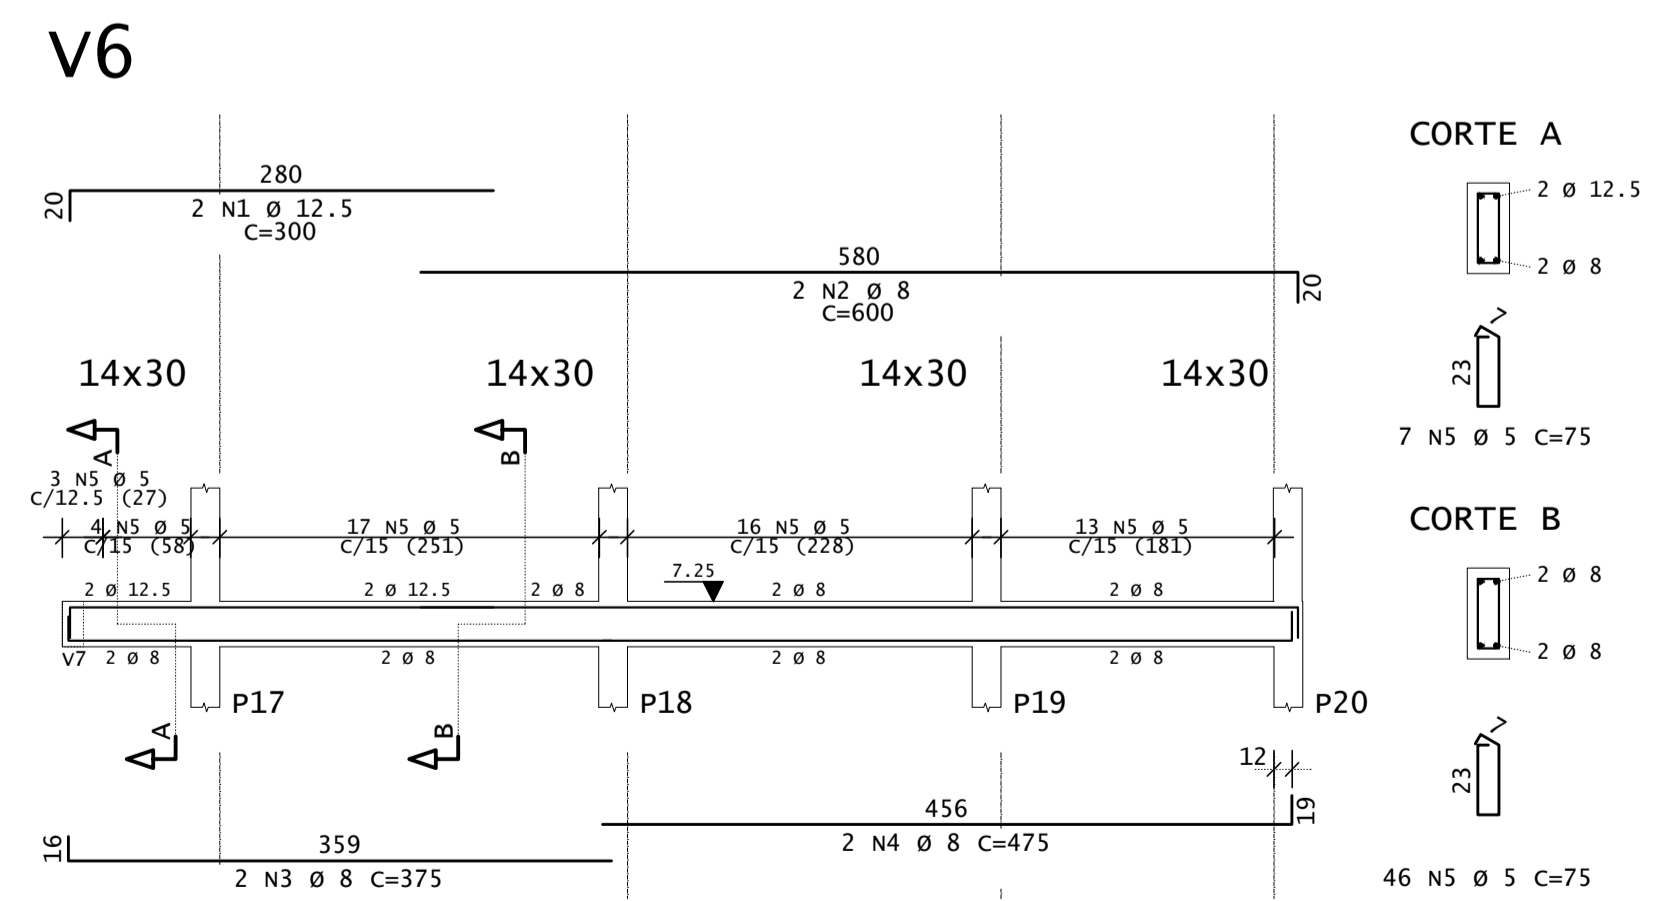 V6
280
20
2 N1 Ø 12.5
C=300
580
20
2 N2 Ø 8
C=600
14x30
14x30
14x30
14x30
A
B
3 N5 Ø 5
C/12.5 (27)
4 N5 Ø 5
C/15 (58)
17 N5 Ø 5
C/15 (251)
16 N5 Ø 5
C/15 (228)
13 N5 Ø 5
C/15 (181)
7.25
2 Ø 12.5
2 Ø 12.5
2 Ø 8
2 Ø 8
2 Ø 8
V7
2 Ø 8
2 Ø 8
2 Ø 8
2 Ø 8
P17
P18
P19
P20
A
B
12
456
19
2 N4 Ø 8 C=475
359
16
2 N3 Ø 8 C=375
CORTE A
2 Ø 12.5
2 Ø 8
7
23
7 N5 Ø 5 C=75
CORTE B
2 Ø 8
2 Ø 8
7
23
46 N5 Ø 5 C=75